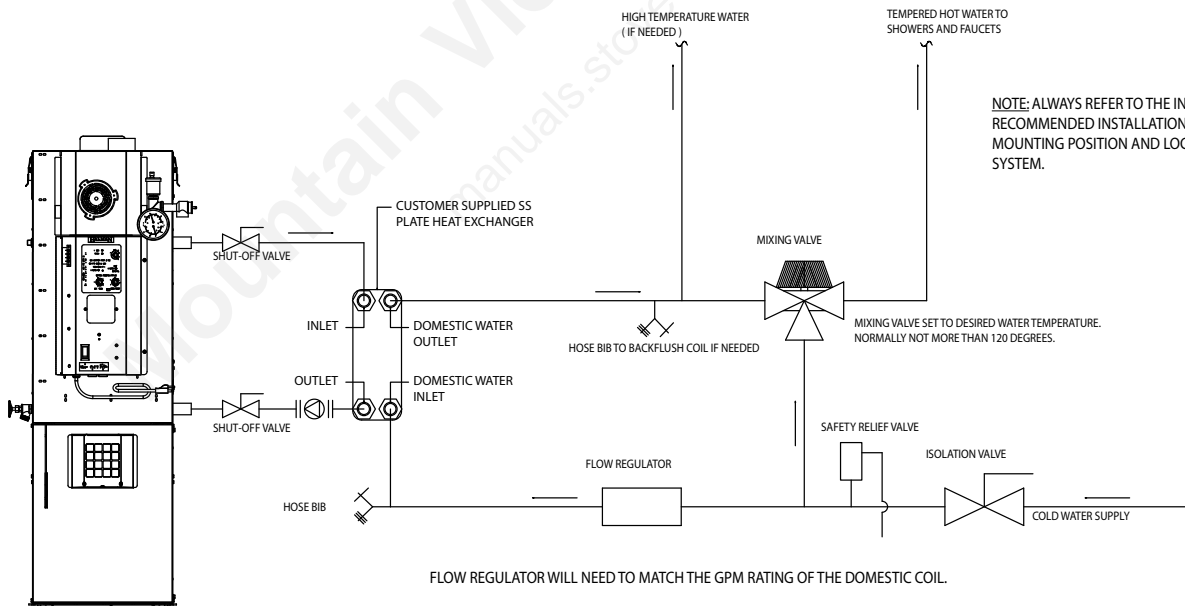 HIGH TEMPERATURE WATER
( IF NEEDED )
TEMPERED HOT WATER TO
SHOWERS AND FAUCETS
NOTE: ALWAYS REFER TO THE IN
RECOMMENDED INSTALLATION
MOUNTING POSITION AND LOC
SYSTEM.
CUSTOMER SUPPLIED SS
PLATE HEAT EXCHANGER
SHUT-OFF VALVE
MIXING VALVE
INLET
DOMESTIC WATER
OUTLET
HOSE BIB TO BACKFLUSH COIL IF NEEDED
MIXING VALVE SET TO DESIRED WATER TEMPERATURE.
NORMALLY NOT MORE THAN 120 DEGREES.
OUTLET
DOMESTIC WATER
INLET
SHUT-OFF VALVE
SAFETY RELIEF VALVE
ISOLATION VALVE
FLOW REGULATOR
HOSE BIB
COLD WATER SUPPLY
FLOW REGULATOR WILL NEED TO MATCH THE GPM RATING OF THE DOMESTIC COIL.
Mountain
manuals.sto